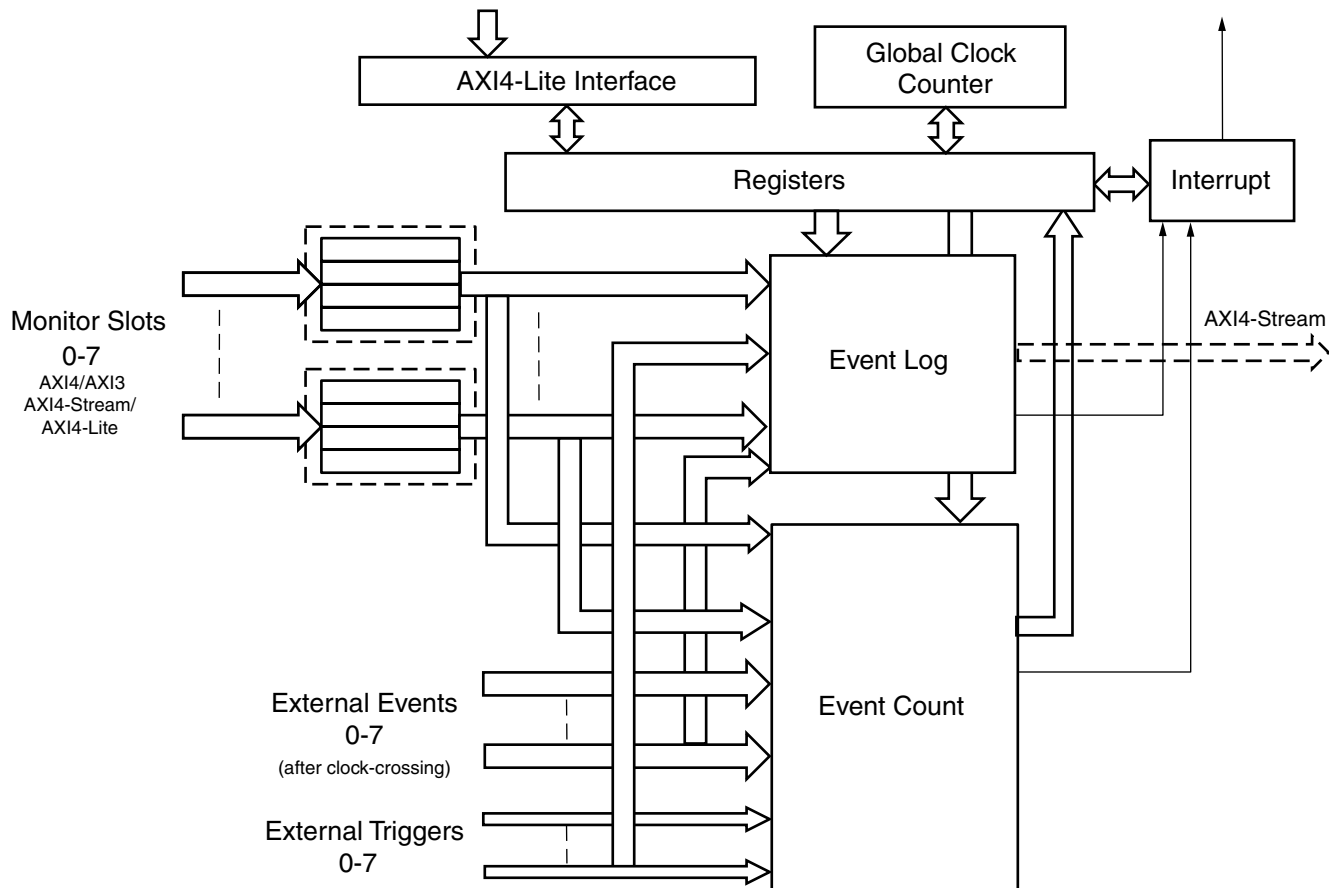 AXI4-Lite Interface
Global Clock
Counter
Registers
Interrupt
Monitor Slots
0-7
AXI4/AXI3
AXI4-Stream/
AXI4-Lite
Event Log
AXI4-Stream
External Events
0-7
(after clock-crossing)
Event Count
External Triggers
0-7